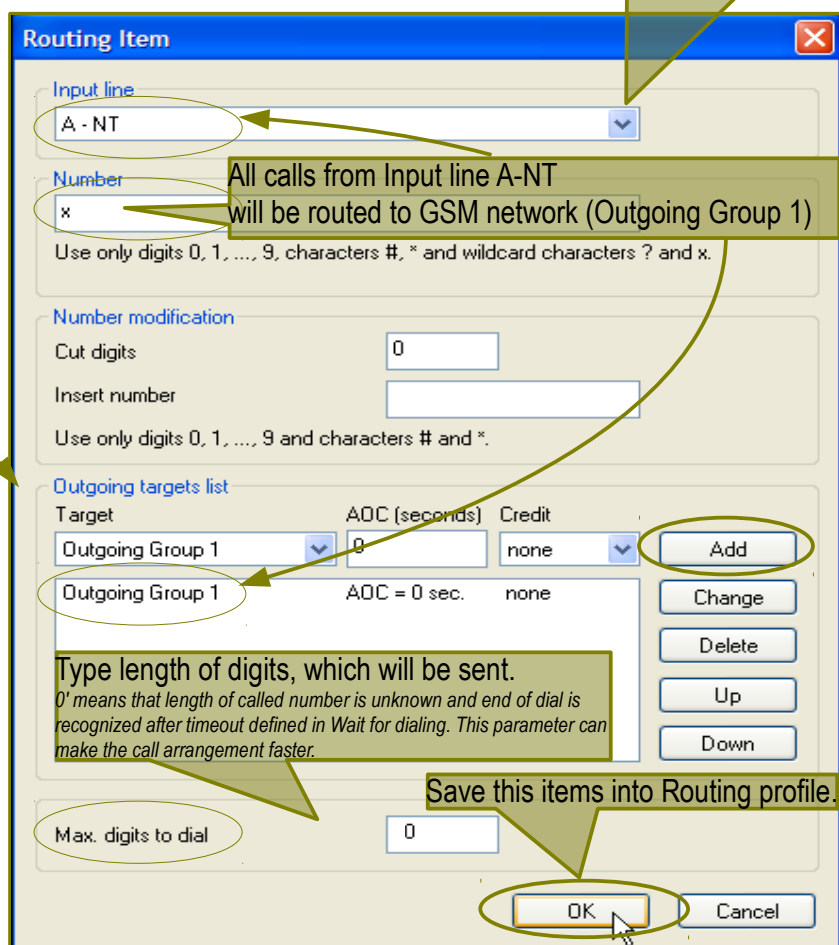 Routing Item
Input line
A - NT
Number
All calls from Input line A-NT
will be routed to GSM network (Outgoing Group 1)
x
Use only digits 0, 1, ..., 9, characters #, * and wildcard characters ? and x.
Number modification
Cut digits 0
Insert number
Use only digits 0, 1, ..., 9 and characters # and *.
Outgoing targets list
Target AOC (seconds) Credit
Outgoing Group 1 0 none Add
Outgoing Group 1 AOC = 0 sec. none Change
Delete
Type length of digits, which will be sent.
0' means that length of called number is unknown and end of dial is
recognized after timeout defined in Wait for dialing. This parameter can
make the call arrangement faster.
Up
Down
Save this items into Routing profile.
Max. digits to dial 0
OK Cancel